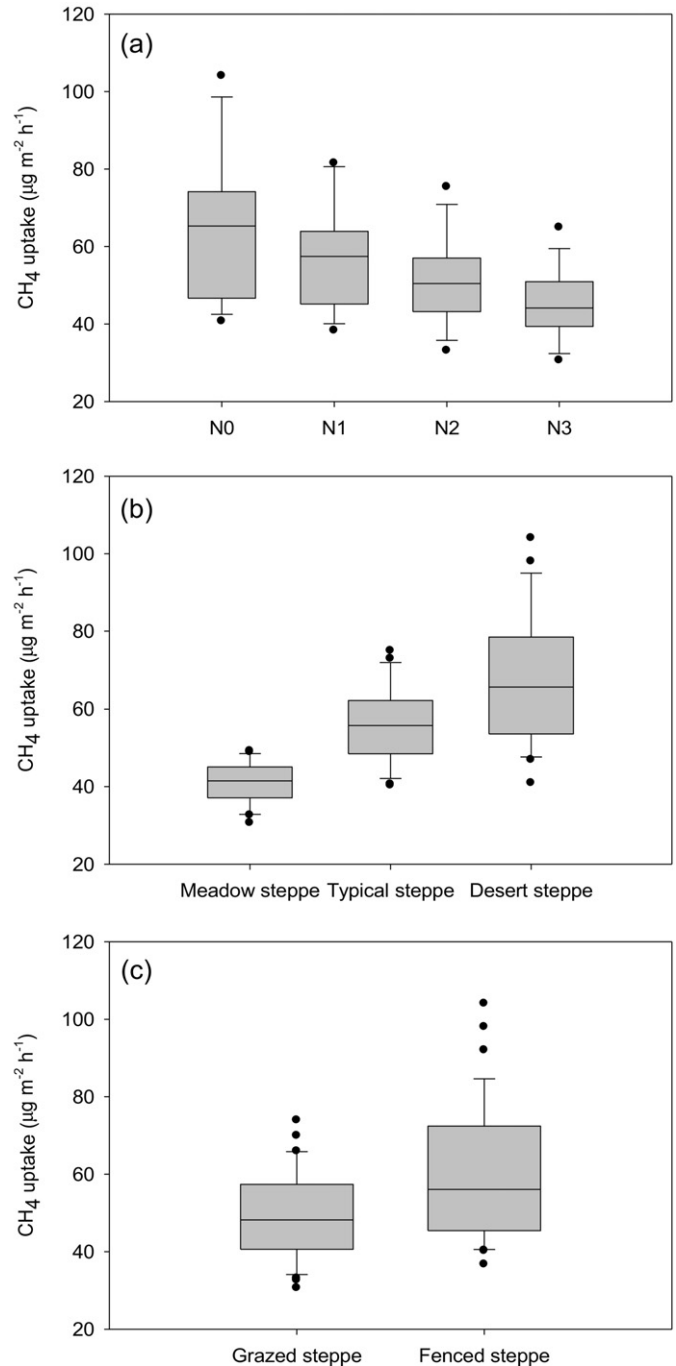 (a)
CH₄ uptake (µg m⁻² h⁻¹)
120
100
80
60
40
20
N0 N1 N2 N3
(b)
CH₄ uptake (µg m⁻² h⁻¹)
120
100
80
60
40
20
Meadow steppe Typical steppe Desert steppe
(c)
CH₄ uptake (µg m⁻² h⁻¹)
120
100
80
60
40
20
Grazed steppe Fenced steppe